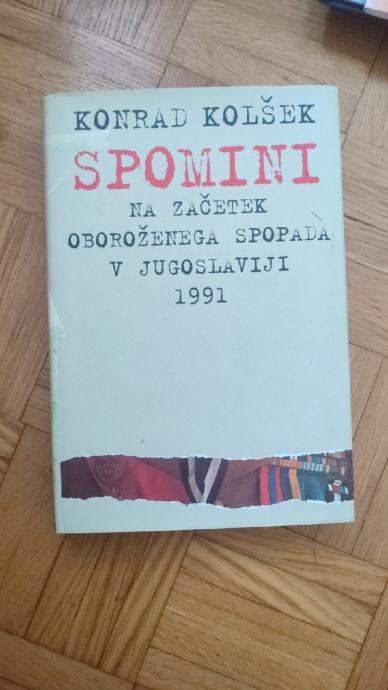 KONRAD KOLŠEK
SPOMINI
NA ZAČETEK
OBOROŽENEGA SPOPADA
V JUGOSLAVIJI
1991